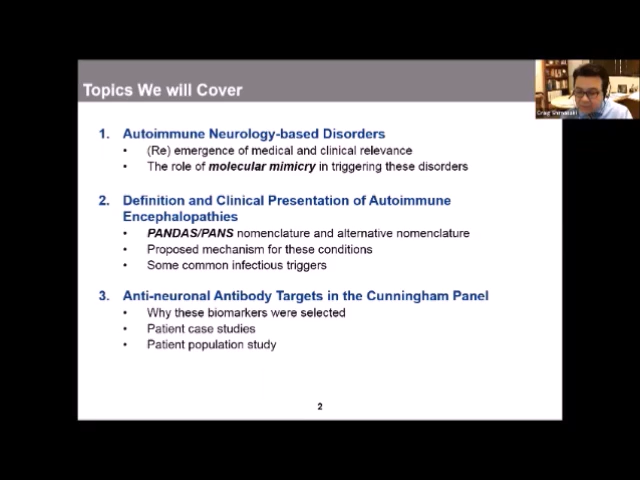 Topics We will Cover
1. Autoimmune Neurology-based Disorders
• (Re) emergence of medical and clinical relevance
• The role of molecular mimicry in triggering these disorders
2. Definition and Clinical Presentation of Autoimmune
Encephalopathies
• PANDAS/PANS nomenclature and alternative nomenclature
• Proposed mechanism for these conditions
• Some common infectious triggers
3. Anti-neuronal Antibody Targets in the Cunningham Panel
• Why these biomarkers were selected
• Patient case studies
• Patient population study
2
Craig